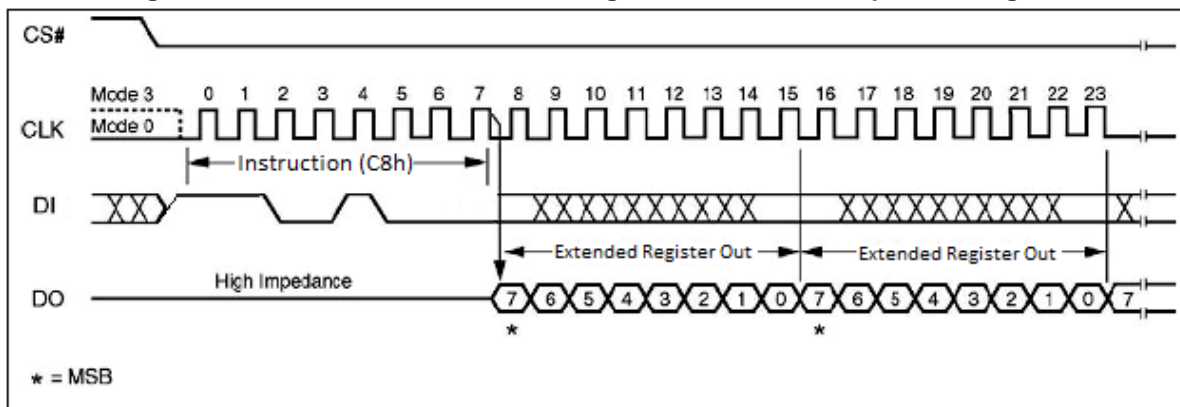 CS#
Mode 3 0 1 2 3 4 5 6 7 8 9 10 11 12 13 14 15 16 17 18 19 20 21 22 23
CLK Mode 0
Instruction (C8h)
DI
Extended Register Out Extended Register Out
High Impedance
DO 7 6 5 4 3 2 1 0 7 6 5 4 3 2 1 0 7
* *
* = MSB